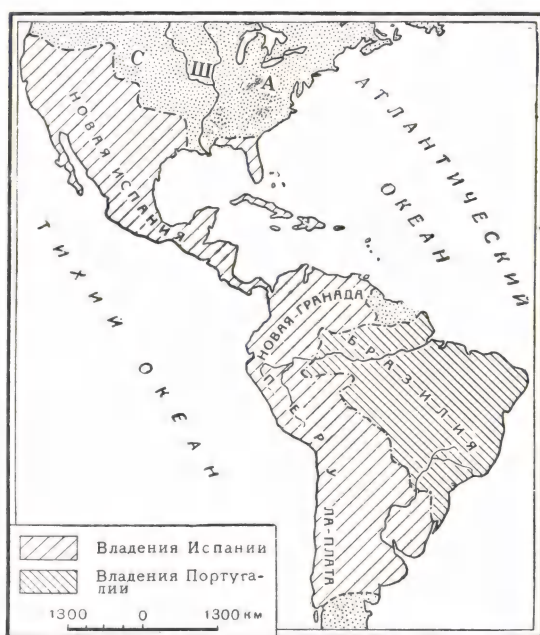 С Ш А
АТЛАНТИЧЕСКИЙ
ОКЕАН
НОВАЯ ИСПАНИЯ
ТИХИЙ ОКЕАН
НОВАЯ-ГРАНАДА
БРАЗИЛИЯ
ПЕРУ
ЛА-ПЛАТА
Владения Испании
Владения Португа-
лии
1300 0 1300 км